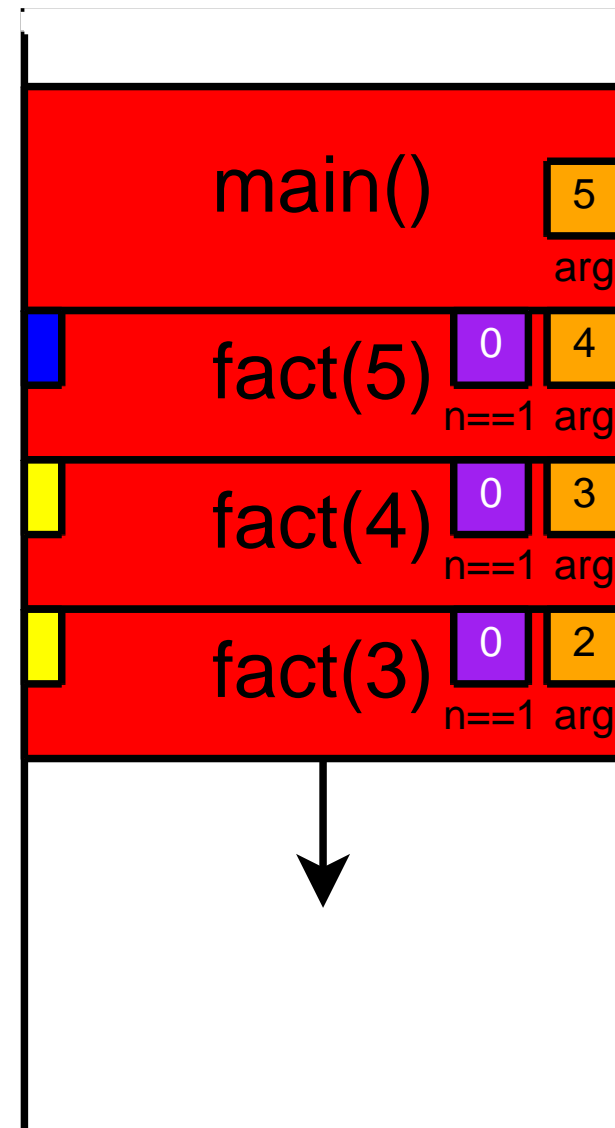 main() 5
arg
fact(5) 0 4
n==1 arg
fact(4) 0 3
n==1 arg
fact(3) 0 2
n==1 arg